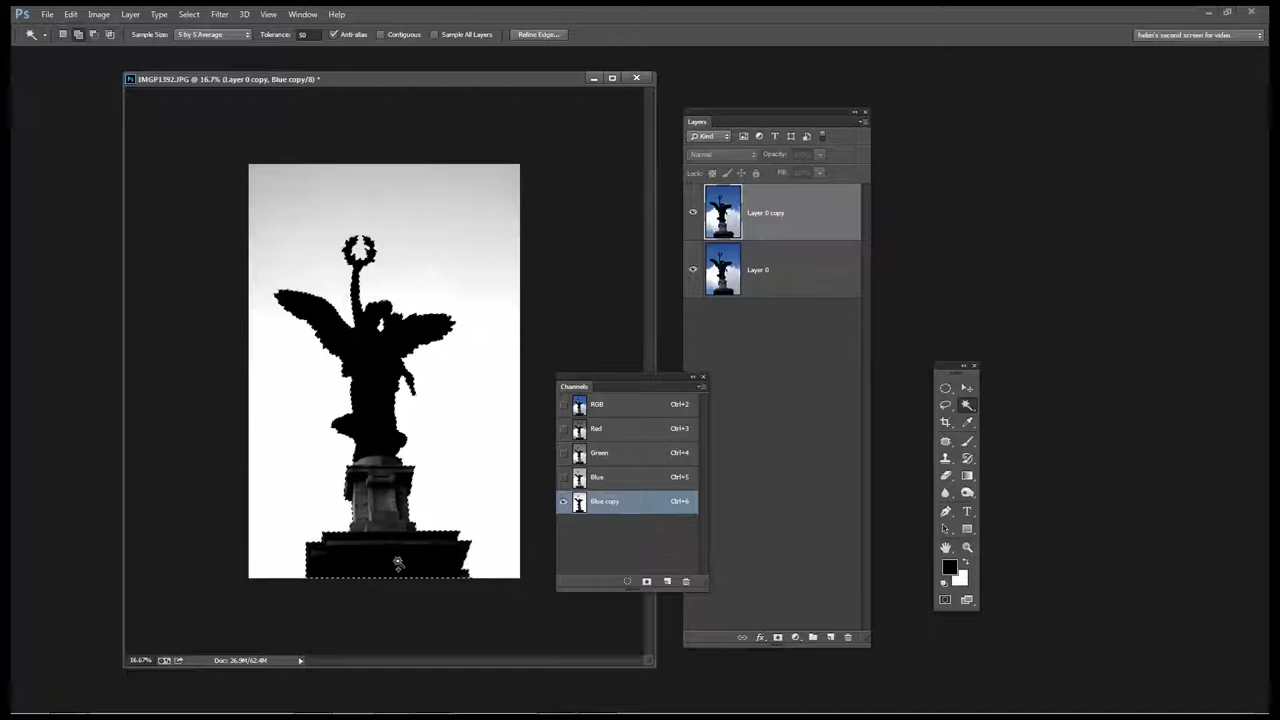 Ps File Edit Image Layer Type Select Filter 3D View Window Help
Sample Size: 5 by 5 Average Tolerance: 50 Anti-alias Contiguous Sample All Layers Refine Edge... helen's second screen for video
Ps IMGP1392.JPG @ 16.7% (Layer 0 copy, Blue copy/8) *
Layers
Kind T
Normal Opacity:
Lock: Fill:
Layer 0 copy
Layer 0
Channels
RGB Ctrl+2
Red Ctrl+3
Green Ctrl+4
Blue Ctrl+5
Blue copy Ctrl+6
T
fx
16.67% Doc: 26.9M/62.4M